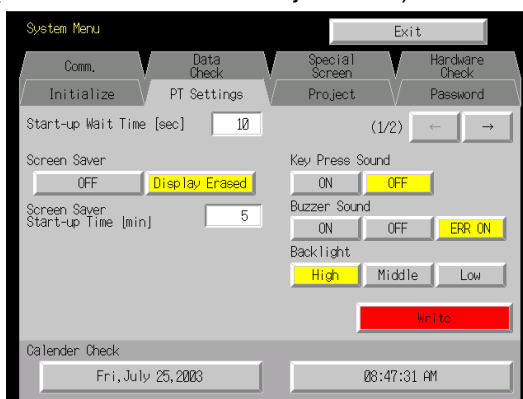 System Menu Exit
Comm. Data Check Special Screen Hardware Check
Initialize PT Settings Project Password
Start-up Wait Time [sec] 10 (1/2) ← →
Screen Saver Key Press Sound
OFF Display Erased ON OFF
Screen Saver Start-up Time [min] 5 Buzzer Sound
ON OFF ERR ON
Backlight
High Middle Low
Write
Calender Check
Fri,July 25,2003 08:47:31 AM